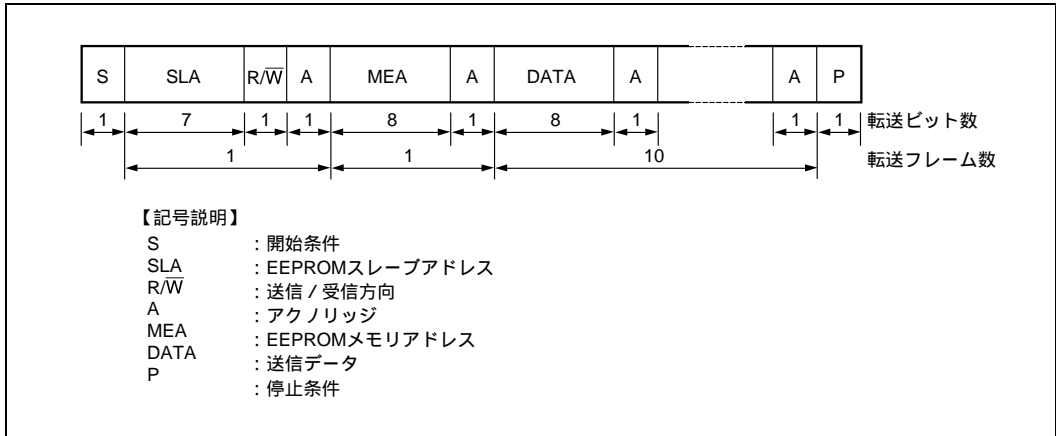 S SLA R/W̅ A MEA A DATA A A P
1 7 1 1 8 1 8 1 1 1 転送ビット数
1 1 10 転送フレーム数
【記号説明】
S : 開始条件
SLA : EEPROMスレーブアドレス
R/W̅ : 送信 / 受信方向
A : アクノリッジ
MEA : EEPROMメモリアドレス
DATA : 送信データ
P : 停止条件